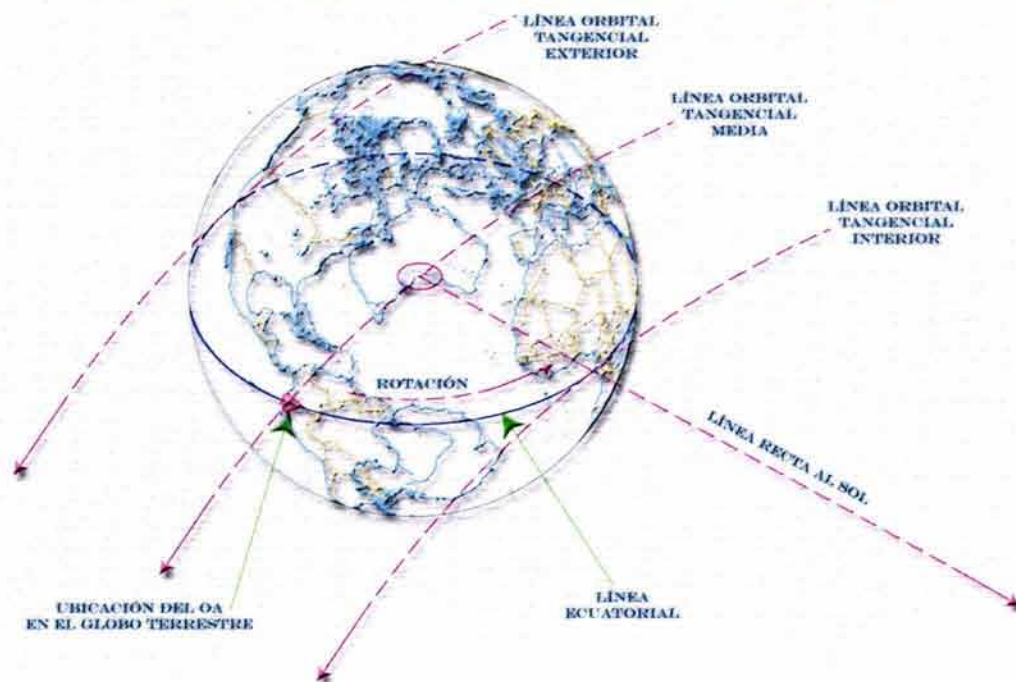 LÍNEA ORBITAL
TANGENCIAL
EXTERIOR
LÍNEA ORBITAL
TANGENCIAL
MEDIA
LÍNEA ORBITAL
TANGENCIAL
INTERIOR
ROTACIÓN
LÍNEA RECTA AL SOL
UBICACIÓN DEL OA
EN EL GLOBO TERRESTRE
LÍNEA
ECUATORIAL